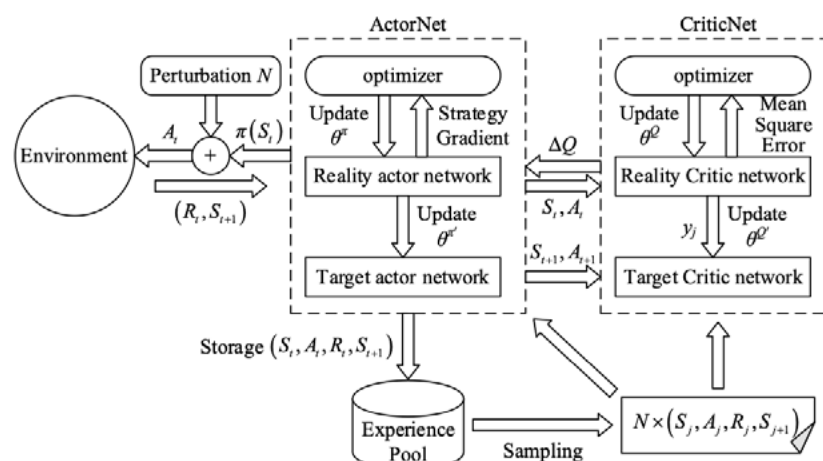 ActorNet
CriticNet
Perturbation N
optimizer
optimizer
Update
θ^π
Strategy
Gradient
Update
θ^Q
Mean
Square
Error
A_t
π(S_t)
Environment
+
ΔQ
Reality actor network
Reality Critic network
(R_t, S_{t+1})
S_t, A_t
Update
θ^{π'}
y_j
Update
θ^{Q'}
S_{t+1}, A_{t+1}
Target actor network
Target Critic network
Storage (S_t, A_t, R_t, S_{t+1})
Experience
Pool
Sampling
N×(S_j, A_j, R_j, S_{j+1})